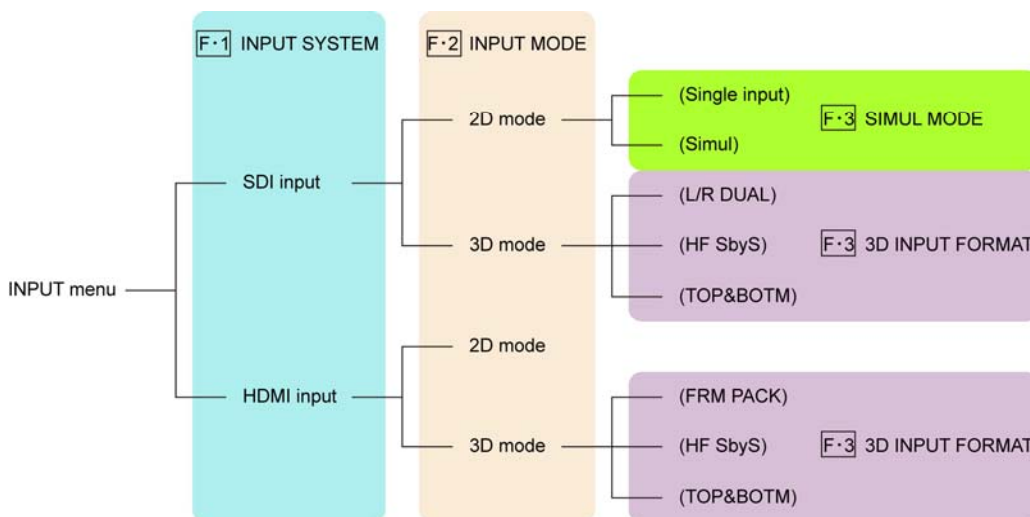 F・1 INPUT SYSTEM
F・2 INPUT MODE
(Single input)
2D mode
F・3 SIMUL MODE
(Simul)
SDI input
(L/R DUAL)
3D mode
(HF SbyS)
F・3 3D INPUT FORMAT
(TOP&BOTM)
INPUT menu
2D mode
HDMI input
(FRM PACK)
3D mode
(HF SbyS)
F・3 3D INPUT FORMAT
(TOP&BOTM)